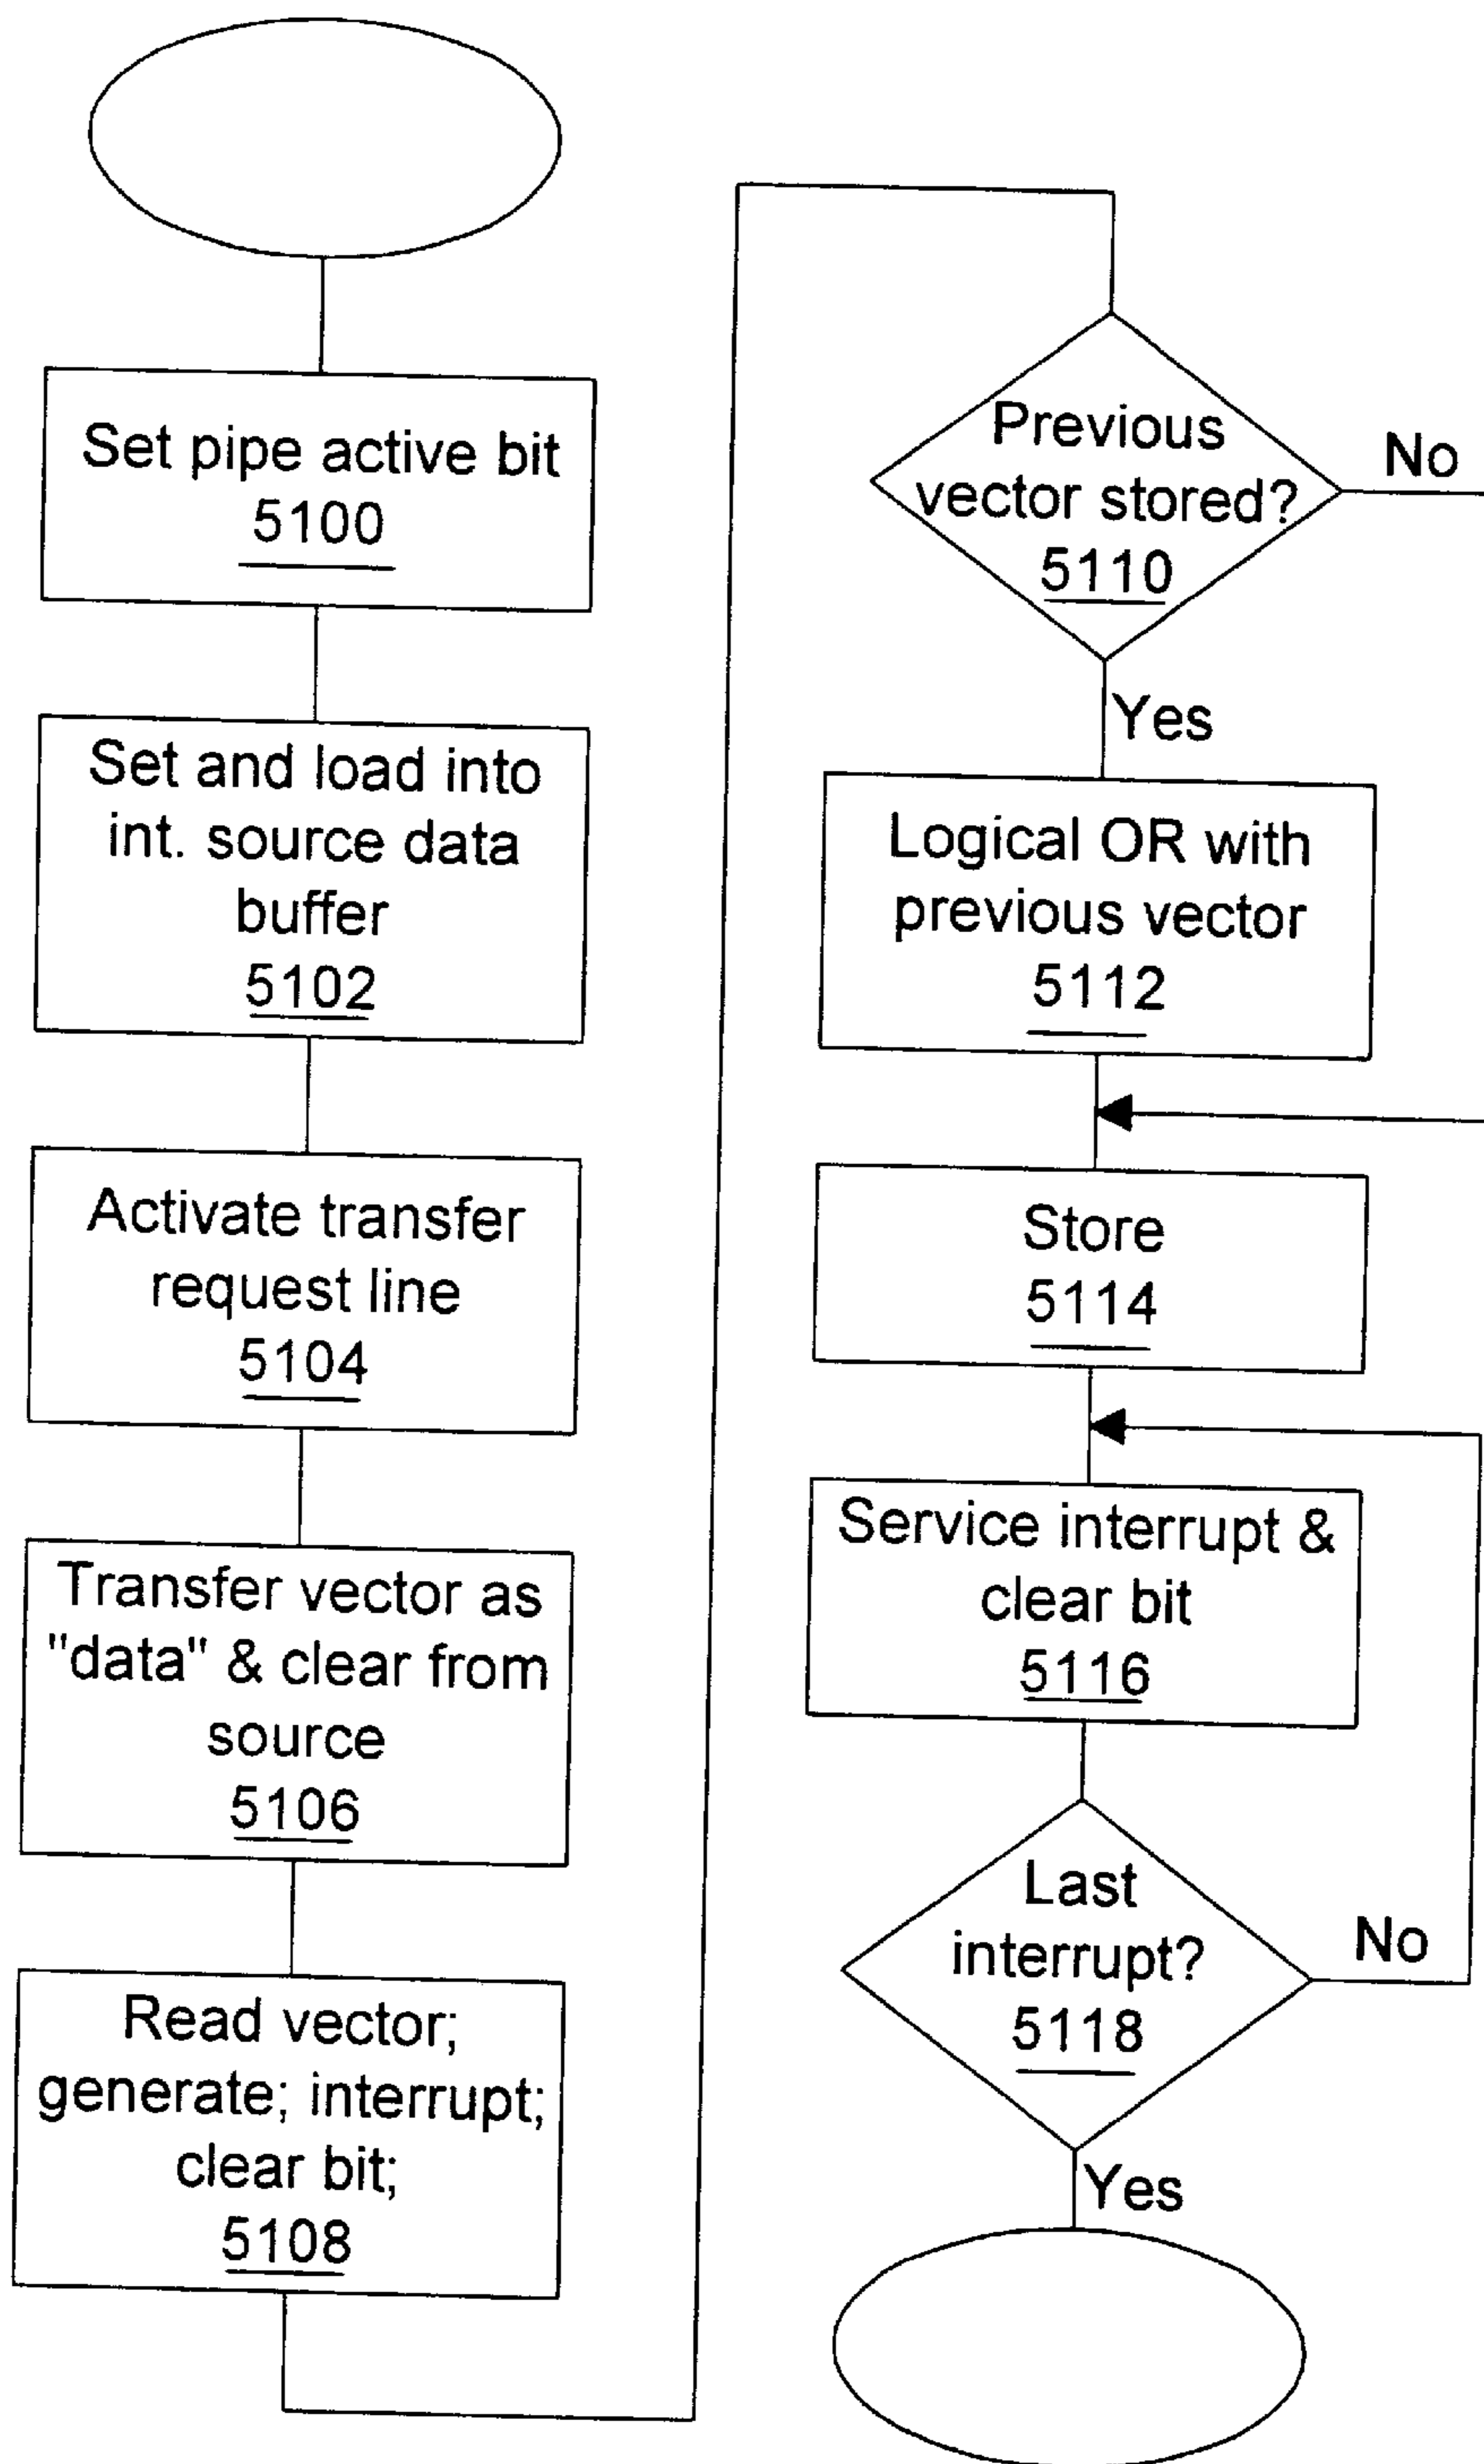 Set pipe active bit
5100
Set and load into
int. source data
buffer
5102
Activate transfer
request line
5104
Transfer vector as
"data" & clear from
source
5106
Read vector;
generate; interrupt;
clear bit;
5108
Previous
vector stored?
5110
No
Yes
Logical OR with
previous vector
5112
Store
5114
Service interrupt &
clear bit
5116
Last
interrupt?
5118
No
Yes